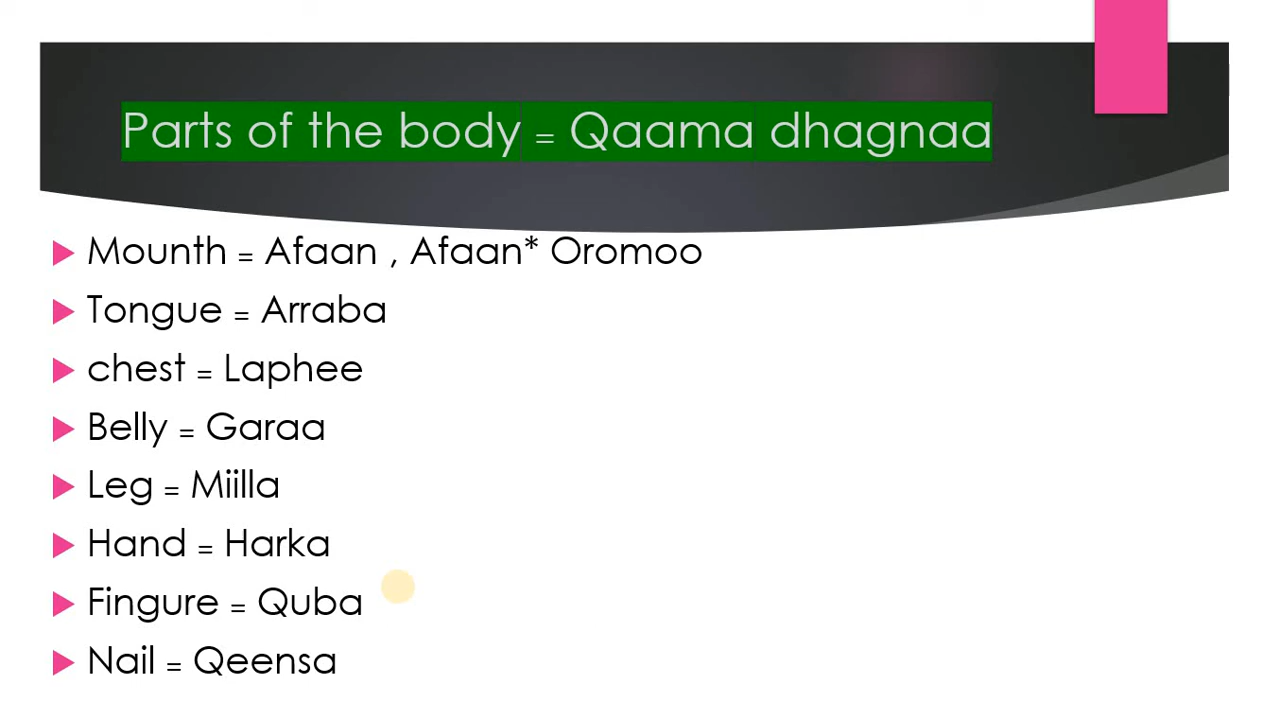 Parts of the body = Qaama dhagnaa
Mounth = Afaan , Afaan* Oromoo
Tongue = Arraba
chest = Laphee
Belly = Garaa
Leg = Miilla
Hand = Harka
Fingure = Quba
Nail = Qeensa